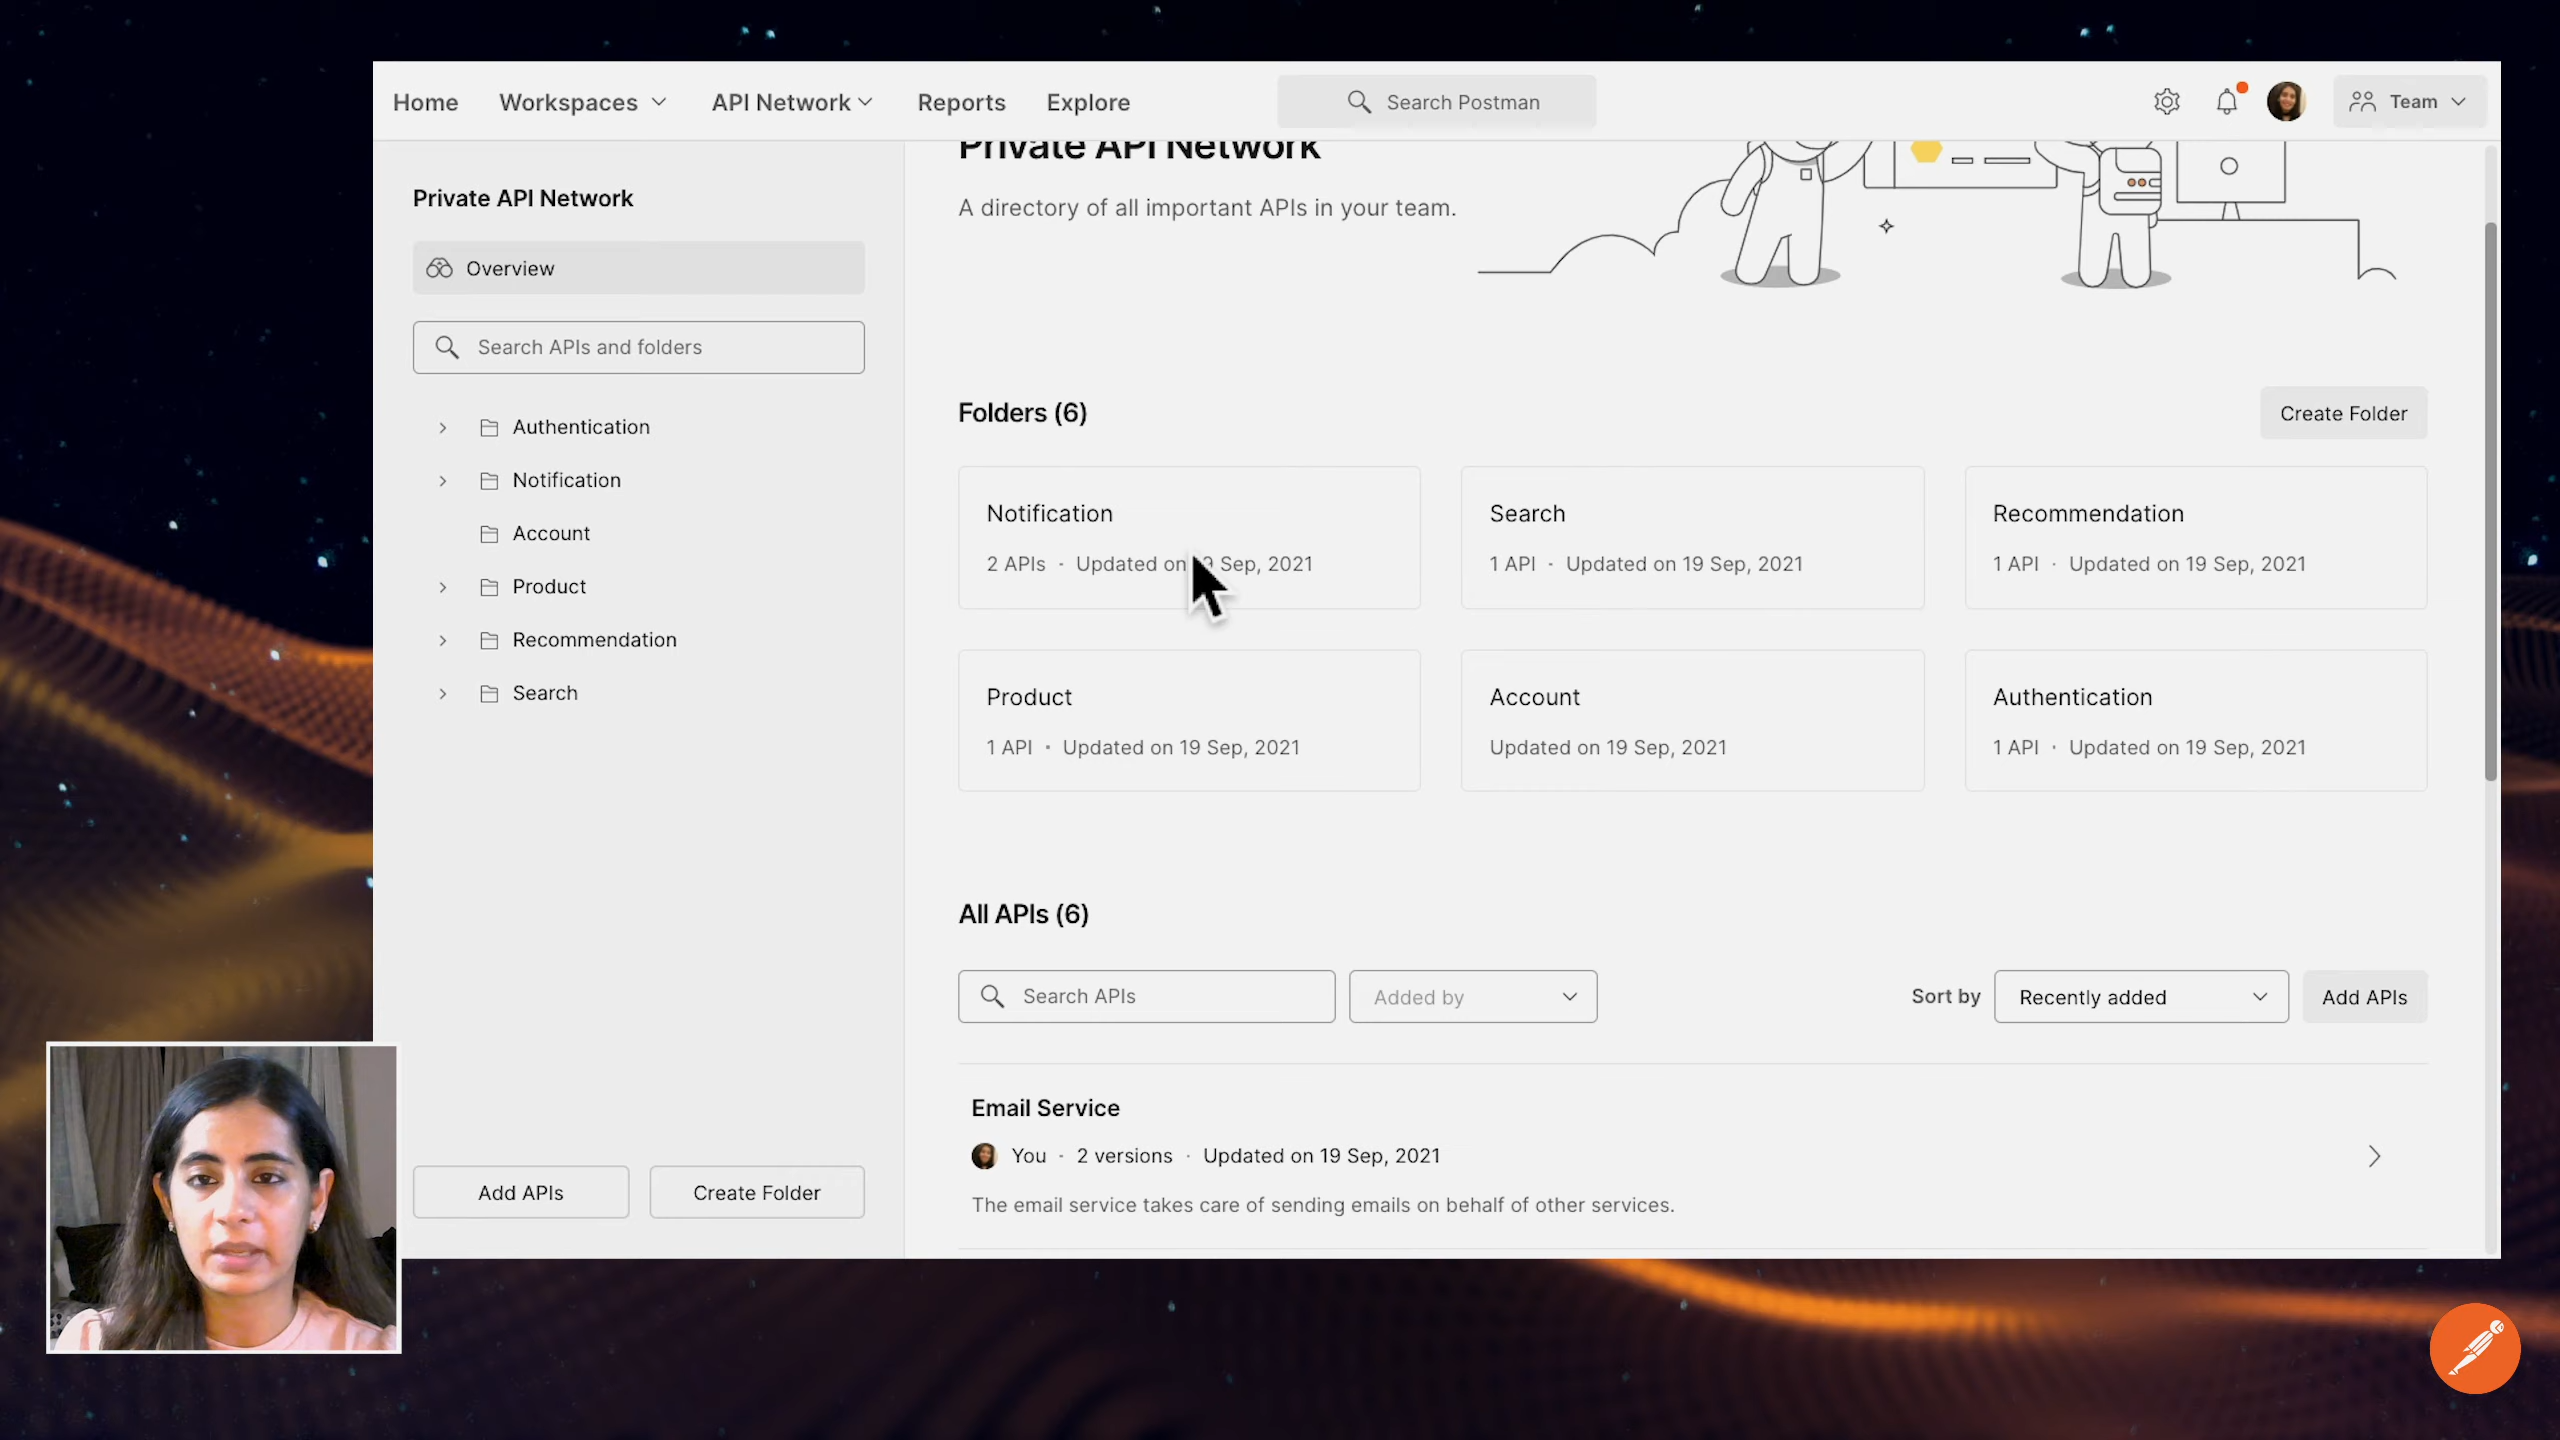 Home
Workspaces
API Network
Reports
Explore
Search Postman
Team
Private API Network
Overview
Search APIs and folders
Authentication
Notification
Account
Product
Recommendation
Search
Add APIs
Create Folder
Private API Network
A directory of all important APIs in your team.
Folders (6)
Create Folder
Notification
2 APIs · Updated on 9 Sep, 2021
Search
1 API · Updated on 19 Sep, 2021
Recommendation
1 API · Updated on 19 Sep, 2021
Product
1 API · Updated on 19 Sep, 2021
Account
Updated on 19 Sep, 2021
Authentication
1 API · Updated on 19 Sep, 2021
All APIs (6)
Search APIs
Added by
Sort by
Recently added
Add APIs
Email Service
You · 2 versions · Updated on 19 Sep, 2021
The email service takes care of sending emails on behalf of other services.